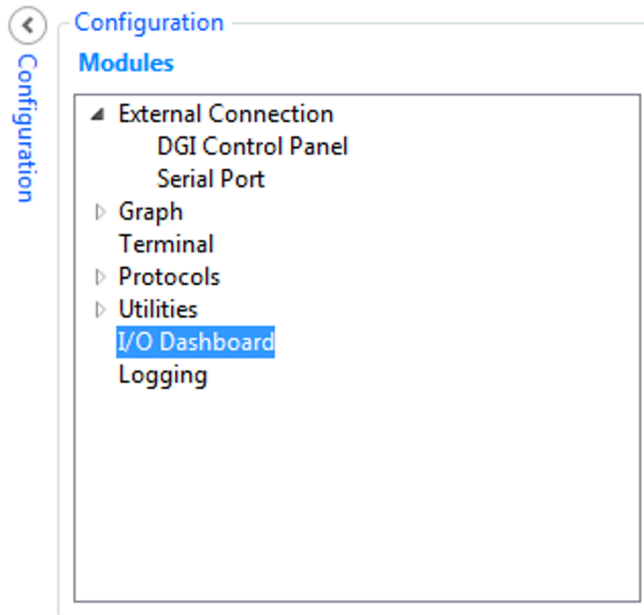 Configuration
Configuration
Modules
External Connection
DGI Control Panel
Serial Port
Graph
Terminal
Protocols
Utilities
I/O Dashboard
Logging